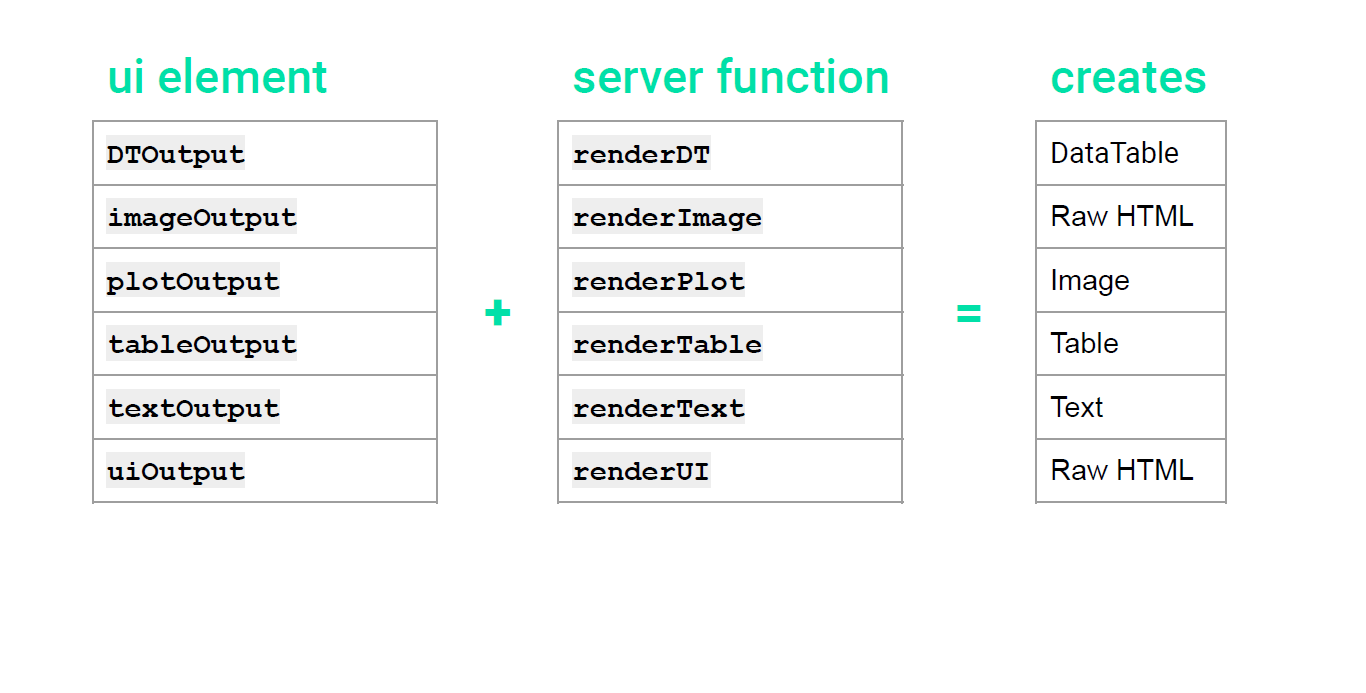 ui element server function creates
DTOutput renderDT DataTable
imageOutput renderImage Raw HTML
plotOutput renderPlot Image
+ =
tableOutput renderTable Table
textOutput renderText Text
uiOutput renderUI Raw HTML